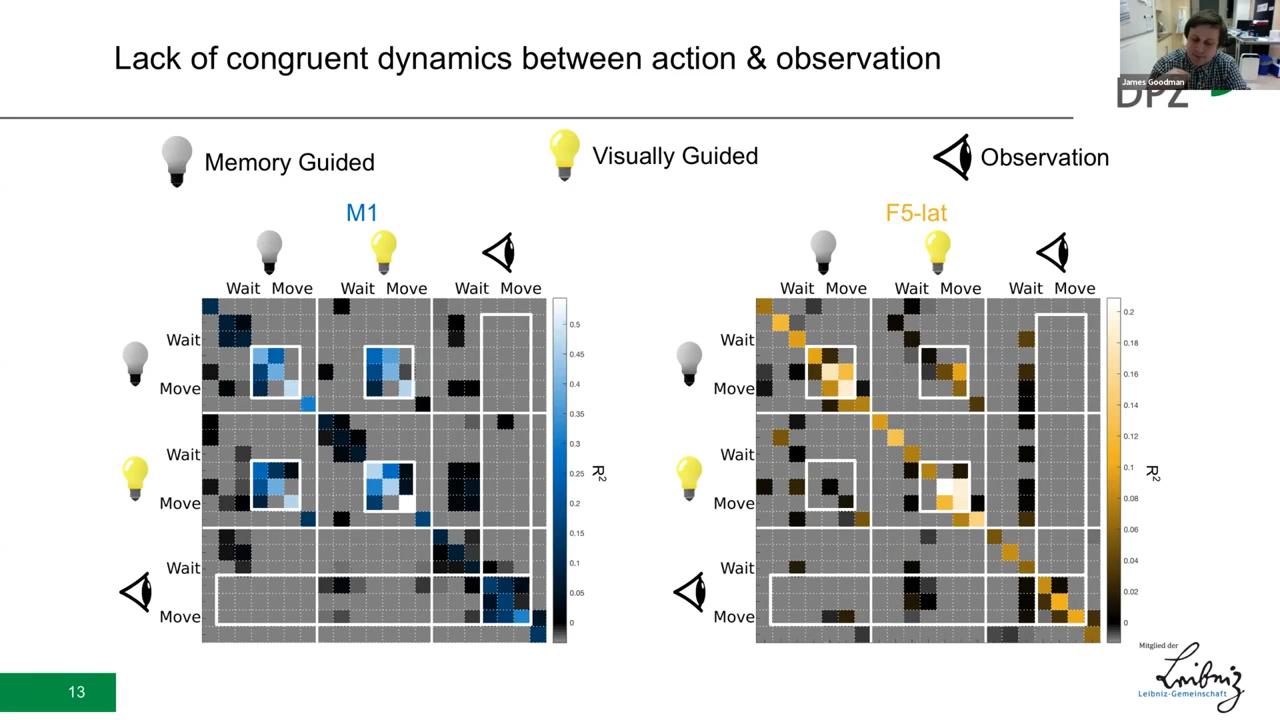 Lack of congruent dynamics between action & observation
James Goodman
DPZ
Memory Guided
Visually Guided
Observation
M1
F5-lat
Wait Move Wait Move Wait Move
Wait Move Wait Move Wait Move
Wait
Move
Wait
Move
Wait
Move
0.5
0.45
0.4
0.35
0.3
0.25
0.2
0.15
0.1
0.05
0
R²
Wait
Move
Wait
Move
Wait
Move
0.2
0.18
0.16
0.14
0.12
0.1
0.08
0.06
0.04
0.02
0
R²
13
Mitglied der
Leibniz
Leibniz-Gemeinschaft